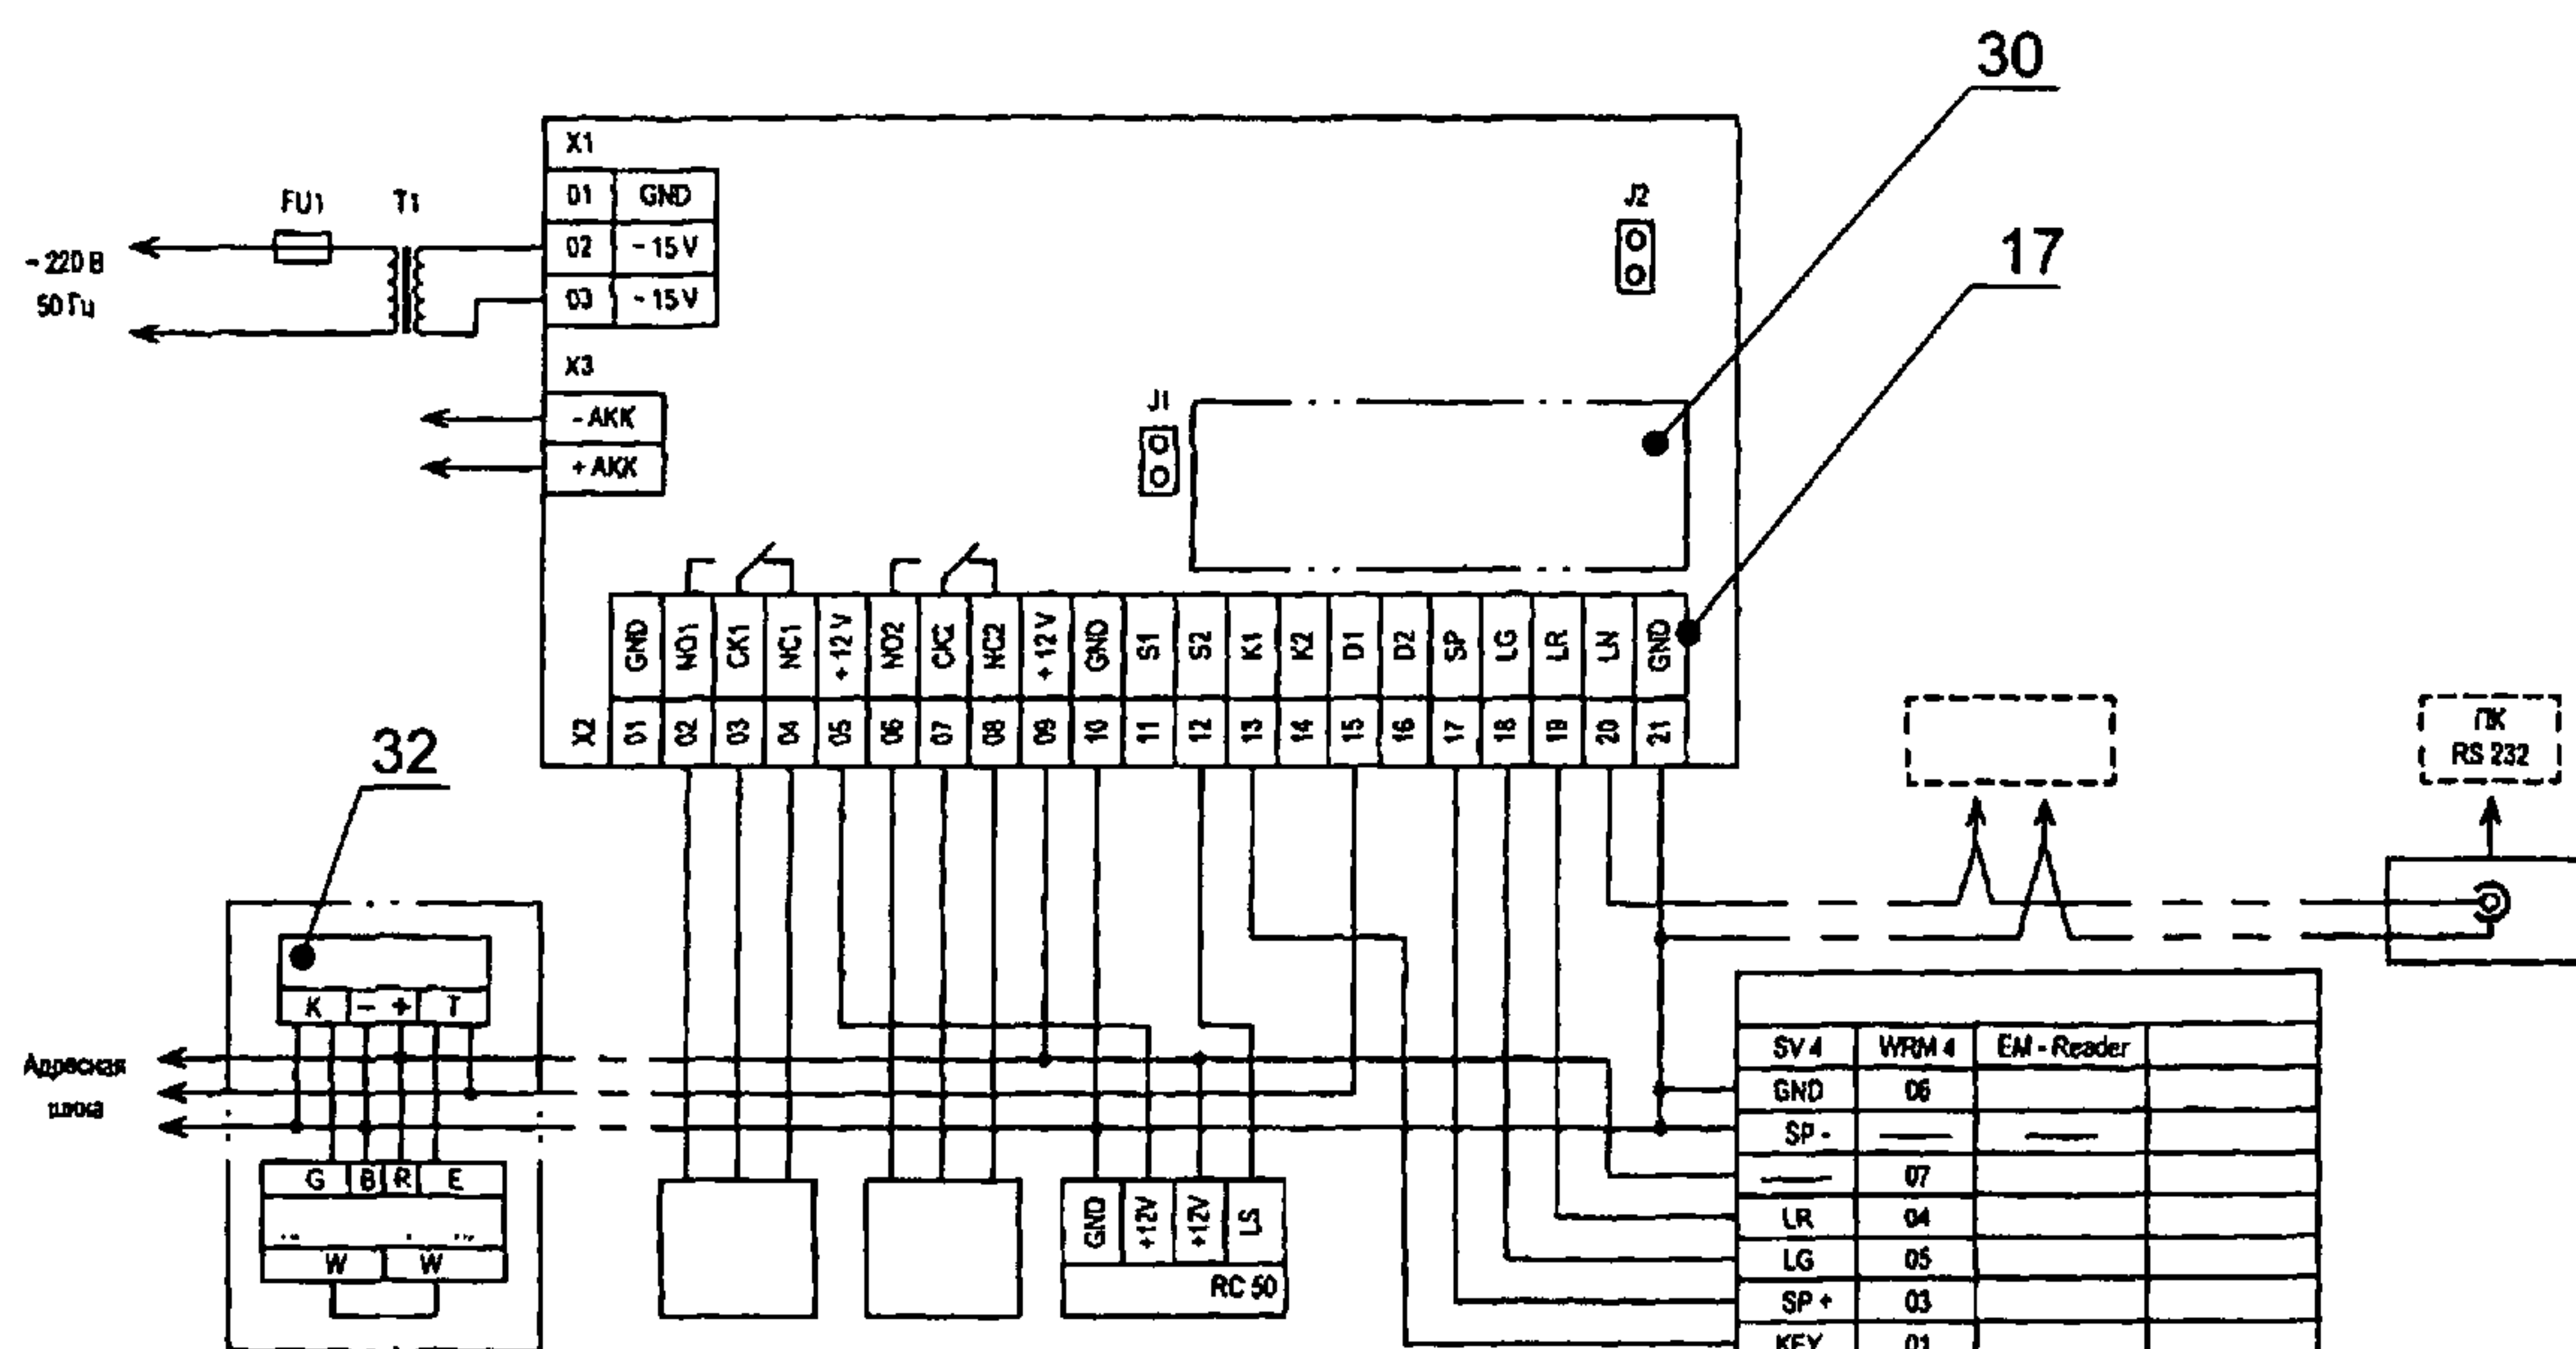 30
17
32
X1
01 GND
02 ~ 15 V
03 ~ 15 V
FU1
T1
~ 220 В
50 Гц
X3
- АКК
+ АКК
J1
J2
GND NO1 CK1 NC1 + 12 V NO2 CK2 NC2 + 12 V GND S1 S2 K1 K2 D1 D2 SP LG LR LN GND
X2 01 02 03 04 05 06 07 08 09 10 11 12 13 14 15 16 17 18 19 20 21
ПК
RS 232
K - + T
Адресная
G B R E
W W
GND +12V +12V LS
RC 50
SV 4 WRM 4 EM - Reader
GND 06
SP - — —
— 07
LR 04
LG 05
SP + 03
KEY 01